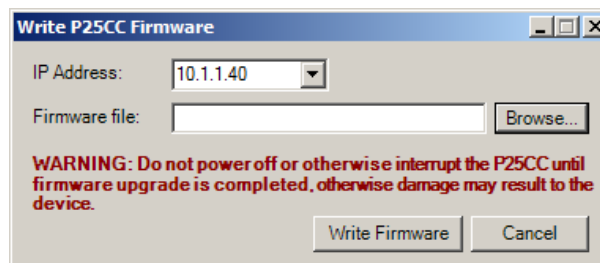 Write P25CC Firmware
IP Address: 10.1.1.40
Firmware file: Browse...
WARNING: Do not power off or otherwise interrupt the P25CC until
firmware upgrade is completed, otherwise damage may result to the
device.
Write Firmware Cancel